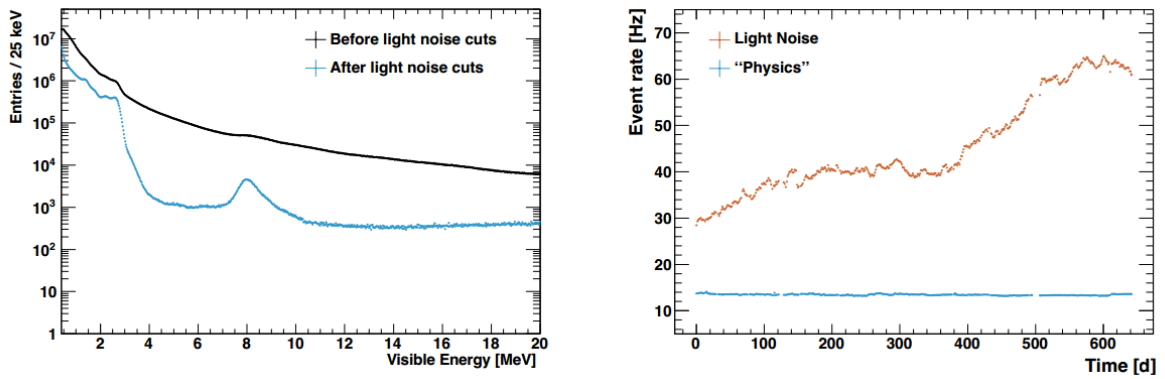 Entries / 25 keV
10⁷
10⁶
10⁵
10⁴
10³
10²
10
1
Before light noise cuts
After light noise cuts
2 4 6 8 10 12 14 16 18 20
Visible Energy [MeV]
Event rate [Hz]
70
60
50
40
30
20
10
Light Noise
“Physics”
0 100 200 300 400 500 600
Time [d]